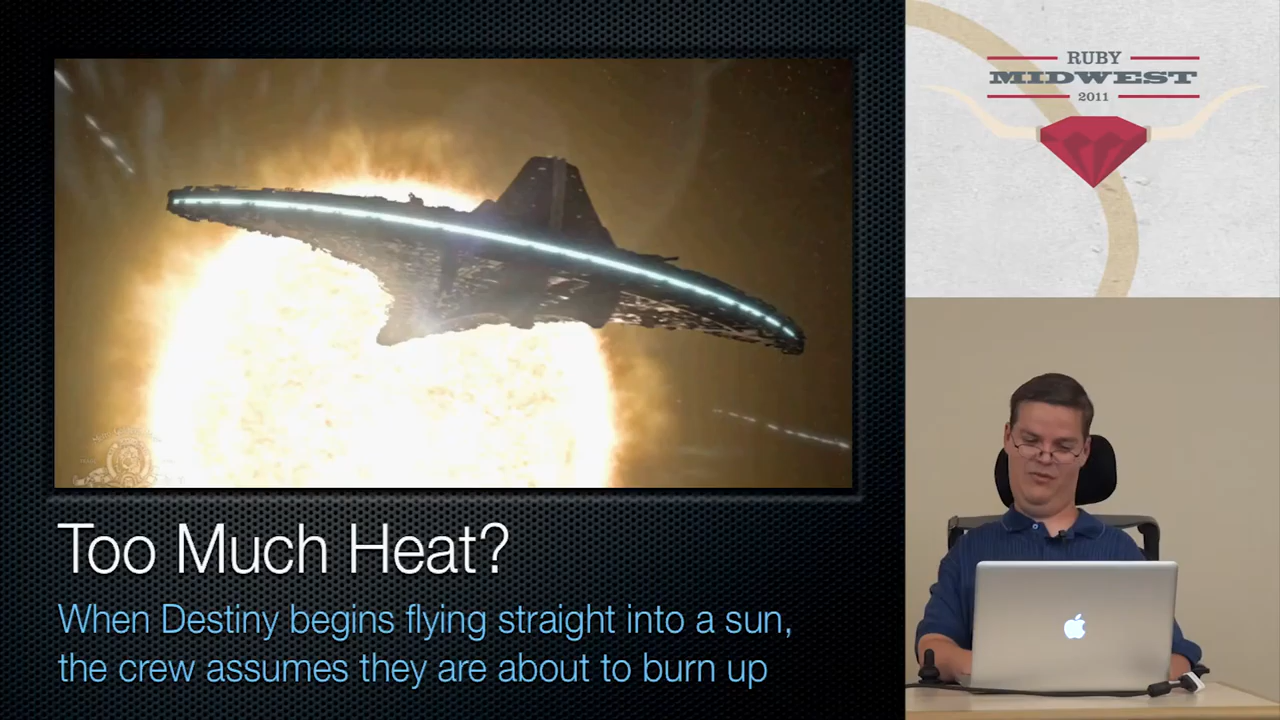 Too Much Heat?
When Destiny begins flying straight into a sun,
the crew assumes they are about to burn up
RUBY
MIDWEST
2011